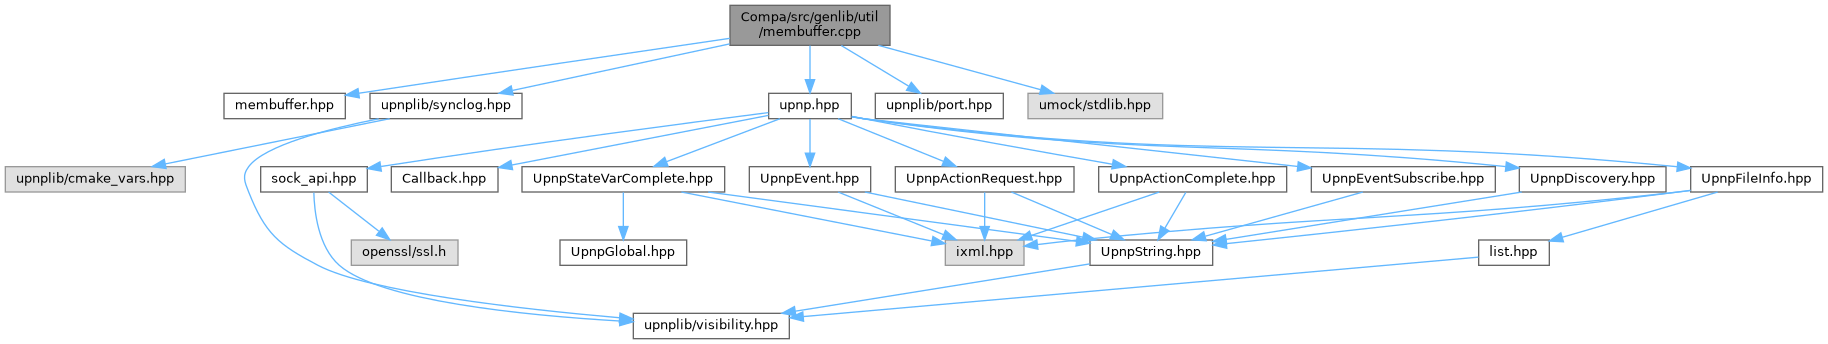 Compa/src/genlib/util
/membuffer.cpp
membuffer.hpp
upnplib/synclog.hpp
upnp.hpp
upnplib/port.hpp
umock/stdlib.hpp
upnplib/cmake_vars.hpp
sock_api.hpp
Callback.hpp
UpnpStateVarComplete.hpp
UpnpEvent.hpp
UpnpActionRequest.hpp
UpnpActionComplete.hpp
UpnpEventSubscribe.hpp
UpnpDiscovery.hpp
UpnpFileInfo.hpp
openssl/ssl.h
UpnpGlobal.hpp
ixml.hpp
UpnpString.hpp
list.hpp
upnplib/visibility.hpp